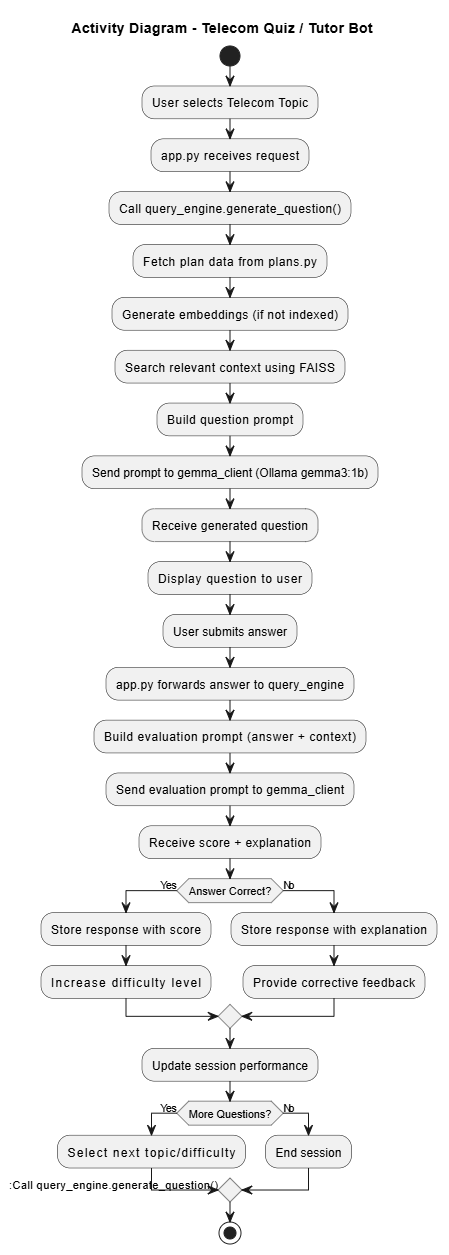 Activity Diagram - Telecom Quiz / Tutor Bot
User selects Telecom Topic
app.py receives request
Call query_engine.generate_question()
Fetch plan data from plans.py
Generate embeddings (if not indexed)
Search relevant context using FAISS
Build question prompt
Send prompt to gemma_client (Ollama gemma3:1b)
Receive generated question
Display question to user
User submits answer
app.py forwards answer to query_engine
Build evaluation prompt (answer + context)
Send evaluation prompt to gemma_client
Receive score + explanation
Yes
Answer Correct?
No
Store response with score
Store response with explanation
Increase difficulty level
Provide corrective feedback
Update session performance
Yes
More Questions?
No
Select next topic/difficulty
End session
:Call query_engine.generate_question()